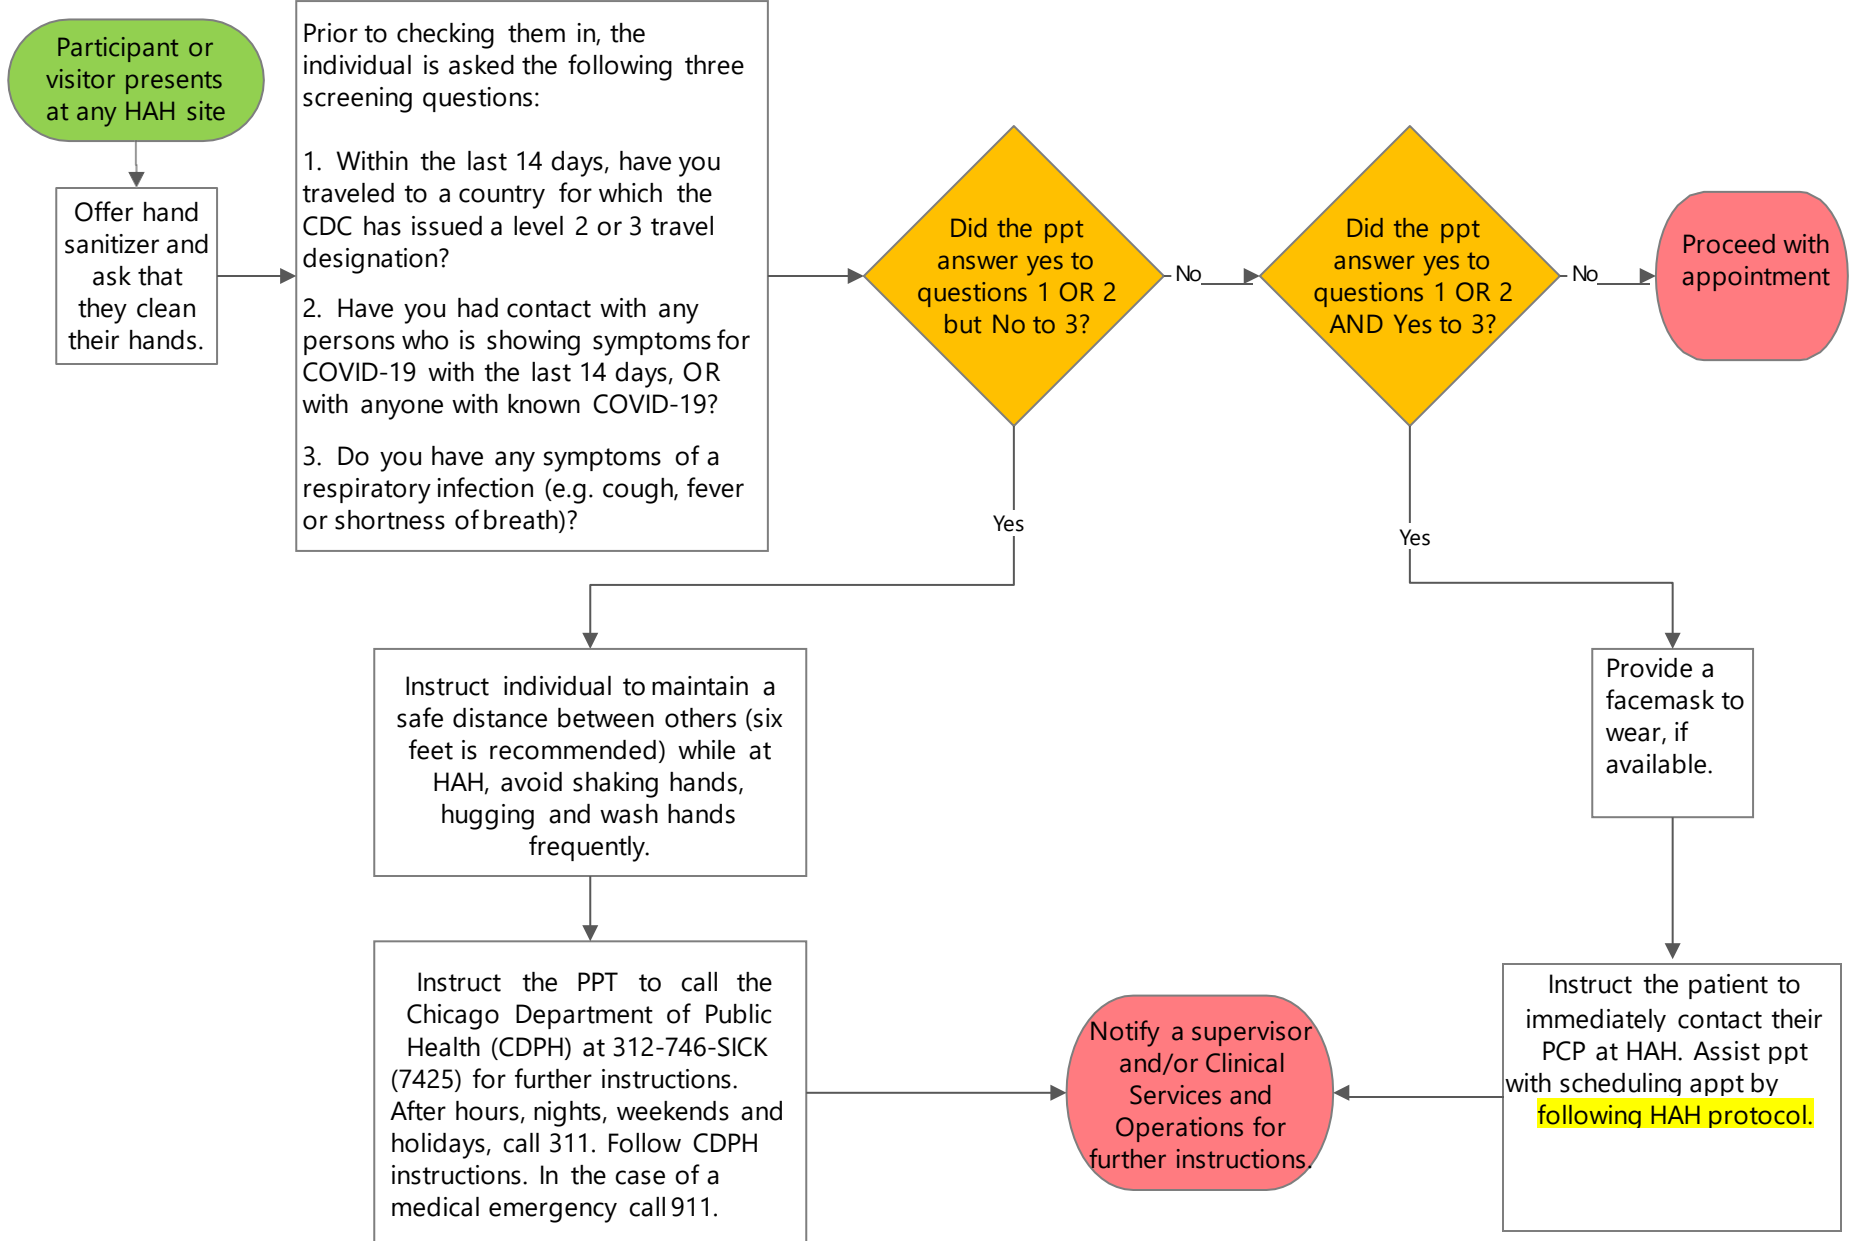 Participant or
visitor presents
at any HAH site
Offer hand
sanitizer and
ask that
they clean
their hands.
Prior to checking them in, the
individual is asked the following three
screening questions:
1. Within the last 14 days, have you
traveled to a country for which the
CDC has issued a level 2 or 3 travel
designation?
2. Have you had contact with any
persons who is showing symptoms for
COVID-19 with the last 14 days, OR
with anyone with known COVID-19?
3. Do you have any symptoms of a
respiratory infection (e.g. cough, fever
or shortness of breath)?
Did the ppt
answer yes to
questions 1 OR 2
but No to 3?
No
Did the ppt
answer yes to
questions 1 OR 2
AND Yes to 3?
No
Proceed with
appointment
Yes
Yes
Instruct individual to maintain a
safe distance between others (six
feet is recommended) while at
HAH, avoid shaking hands,
hugging and wash hands
frequently.
Provide a
facemask to
wear, if
available.
Instruct the PPT to call the
Chicago Department of Public
Health (CDPH) at 312-746-SICK
(7425) for further instructions.
After hours, nights, weekends and
holidays, call 311. Follow CDPH
instructions. In the case of a
medical emergency call 911.
Notify a supervisor
and/or Clinical
Services and
Operations for
further instructions.
Instruct the patient to
immediately contact their
PCP at HAH. Assist ppt
with scheduling appt by
following HAH protocol.